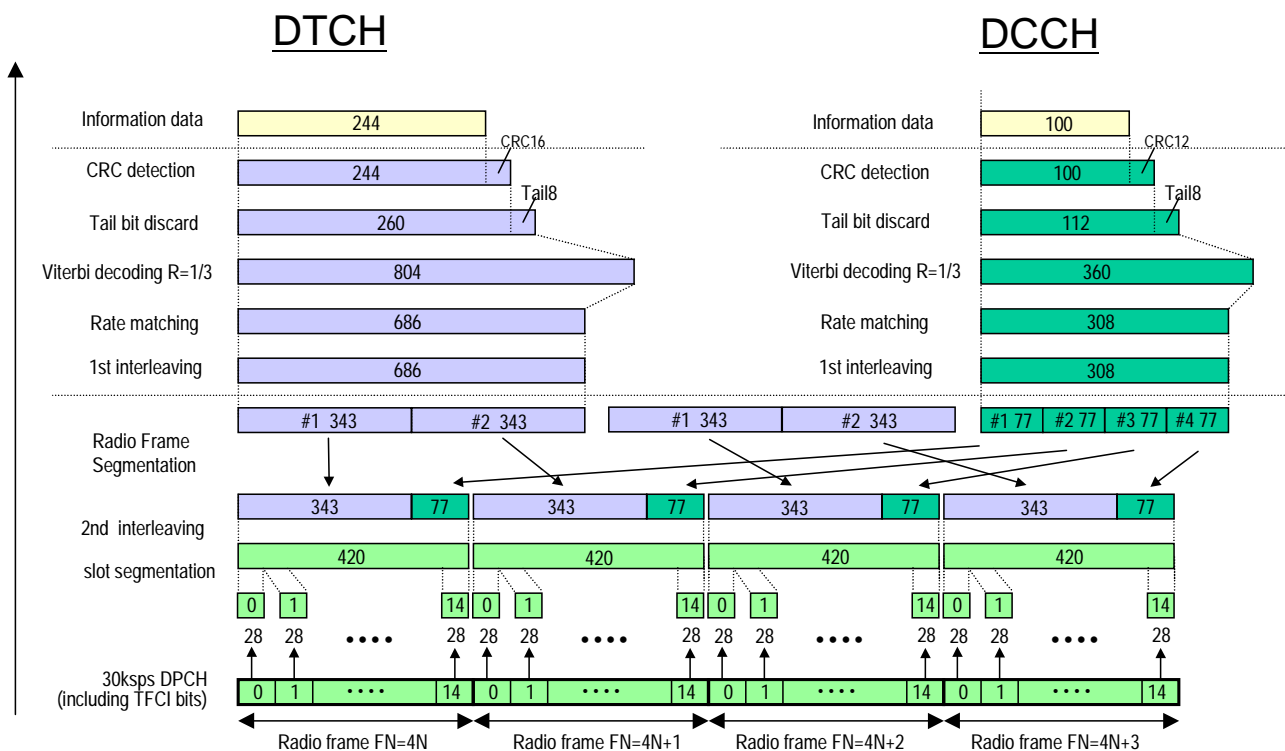 DTCH DCCH
Information data 244 Information data 100
CRC16 CRC12
CRC detection 244 CRC detection 100
Tail8 Tail8
Tail bit discard 260 Tail bit discard 112
Viterbi decoding R=1/3 804 Viterbi decoding R=1/3 360
Rate matching 686 Rate matching 308
1st interleaving 686 1st interleaving 308
#1 343 #2 343 #1 343 #2 343 #1 77 #2 77 #3 77 #4 77
Radio Frame
Segmentation
343 77 343 77 343 77 343 77
2nd interleaving
420 420 420 420
slot segmentation
0 1 14 0 1 14 0 1 14 0 1 14
28 28 •••• 28 28 28 •••• 28 28 28 •••• 28 28 28 •••• 28
30ksps DPCH
(including TFCI bits)
0 1 •••• 14 0 1 •••• 14 0 1 •••• 14 0 1 •••• 14
Radio frame FN=4N Radio frame FN=4N+1 Radio frame FN=4N+2 Radio frame FN=4N+3